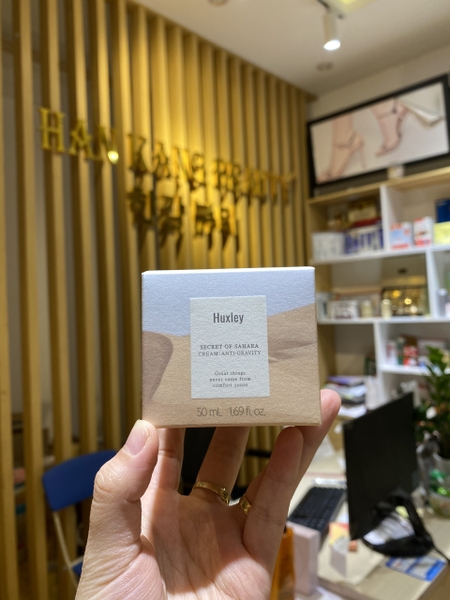 HAN KANG BEAUTY
Huxley
SECRET OF SAHARA
CREAM; ANTI-GRAVITY
Great things
never came from
comfort zones
50 mL 1.69 fl. oz.